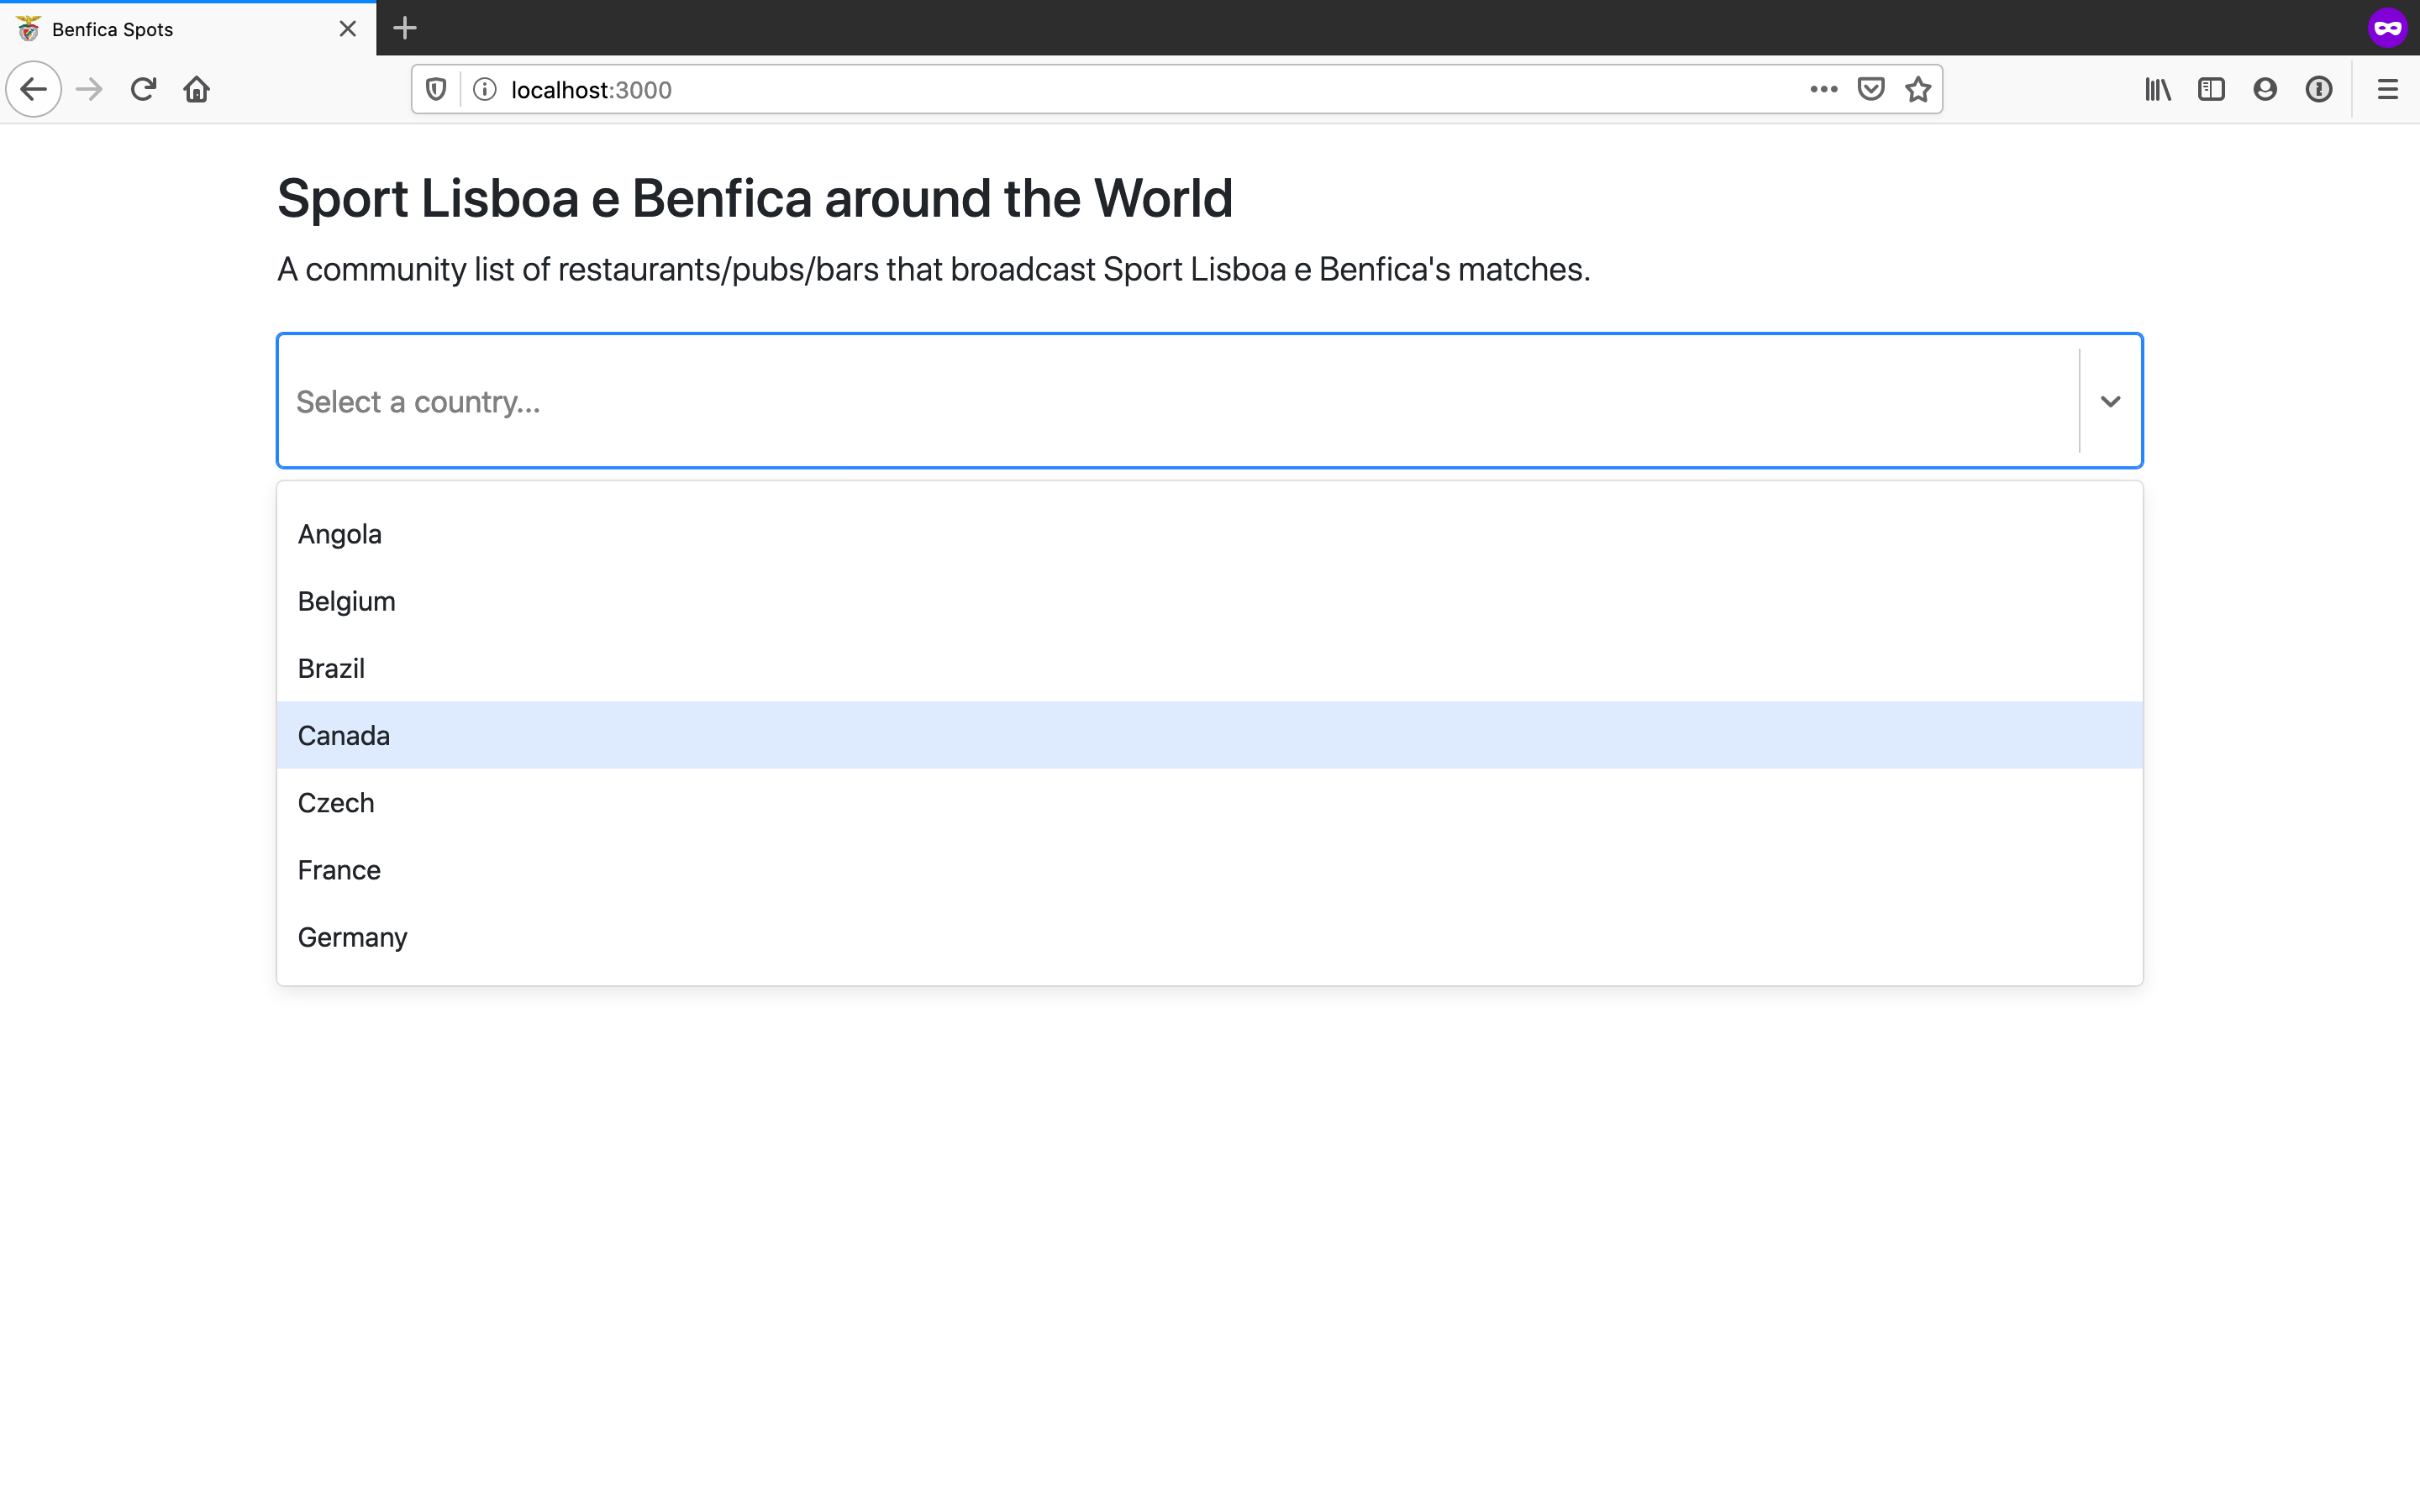 Benfica Spots
localhost:3000
Sport Lisboa e Benfica around the World
A community list of restaurants/pubs/bars that broadcast Sport Lisboa e Benfica's matches.
Select a country...
Angola
Belgium
Brazil
Canada
Czech
France
Germany